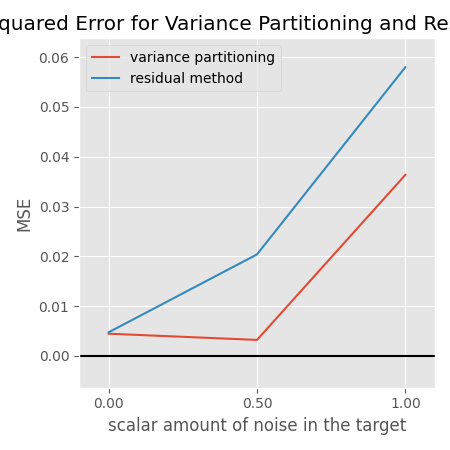 quared Error for Variance Partitioning and Re
variance partitioning
residual method
0.06
0.05
0.04
0.03
0.02
0.01
0.00
MSE
0.00 0.50 1.00
scalar amount of noise in the target